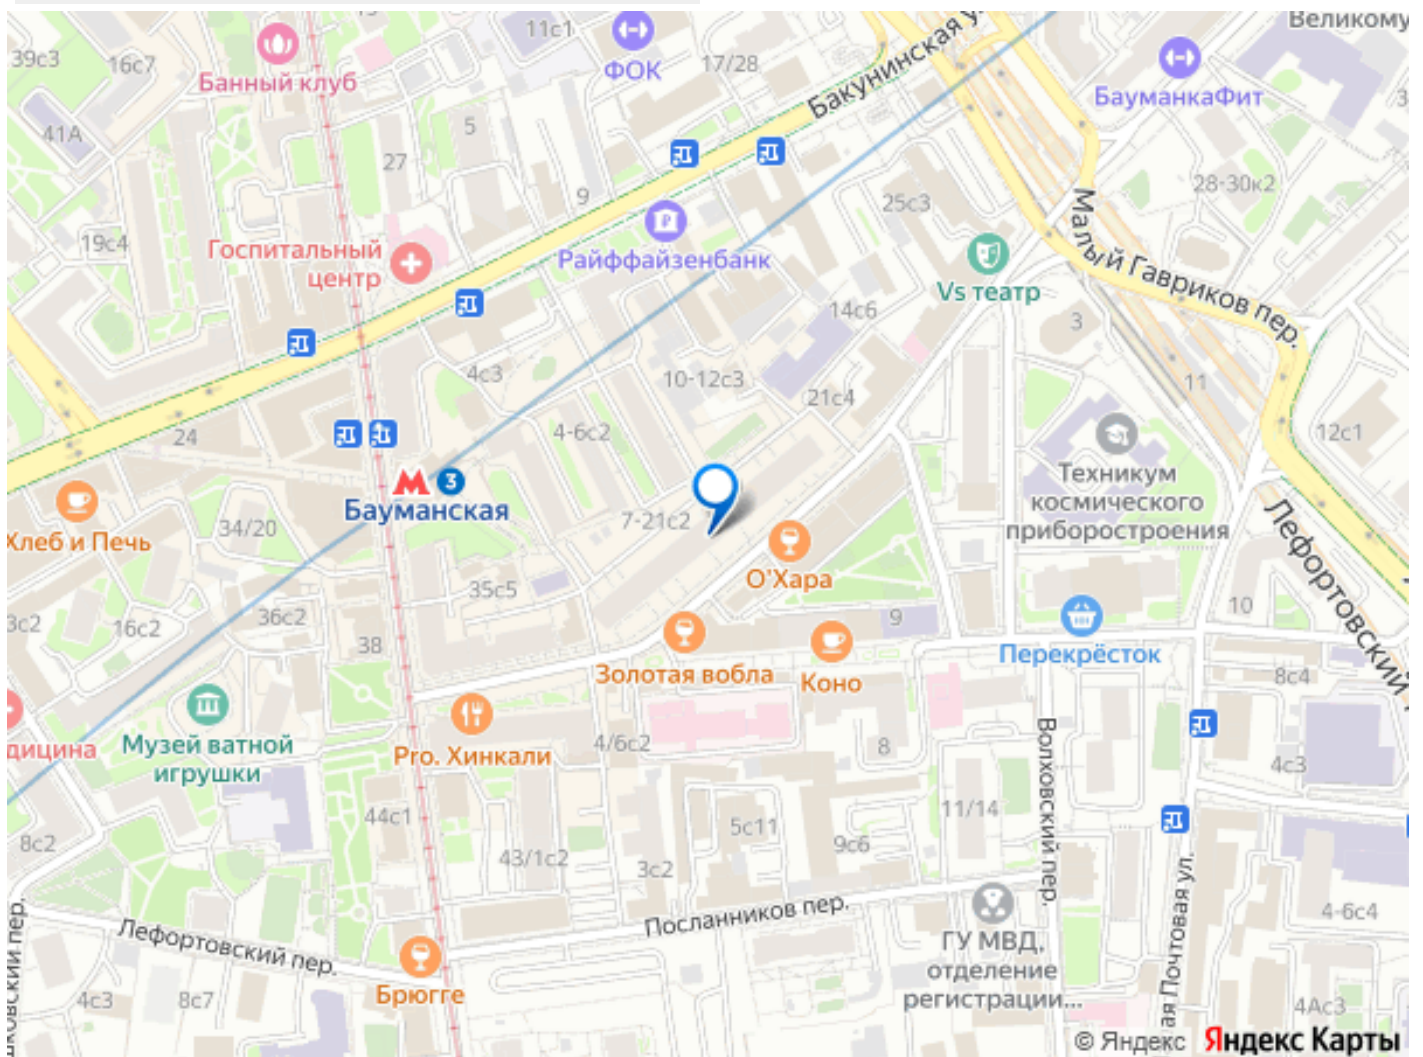 Великому
11с1
39с3
16с7
Банный клуб
ФОК
17/28
Бакунинская у
БауманкаФит
41А
5
27
9
28-30к2
25с3
19с4
Госпитальный
центр
Райффайзенбанк
Vs театр
Малый Гавриков пер.
14с6
3
4с3
10-12с3
11
21с4
24
4-6с2
12с1
Техникум
космического
приборостроения
3
Бауманская
Хлеб и Печь
34/20
7-21с2
О'Хара
Лефортовский
35с5
3с2
16с2
36с2
38
9
10
Золотая вобла
Коно
Перекрёсток
8с4
дицина
Музей ватной
игрушки
Pro. Хинкали
4/6с2
8
Волховский пер.
4с3
44с1
11/14
8с2
5с11
9с6
43/1с2
3с2
Посланников пер.
ая Почтовая ул.
4-6с4
Лефортовский пер.
ГУ МВД,
отделение
регистрации...
Брюгге
4с3
8с7
4Ас3
© Яндекс Яндекс Карты